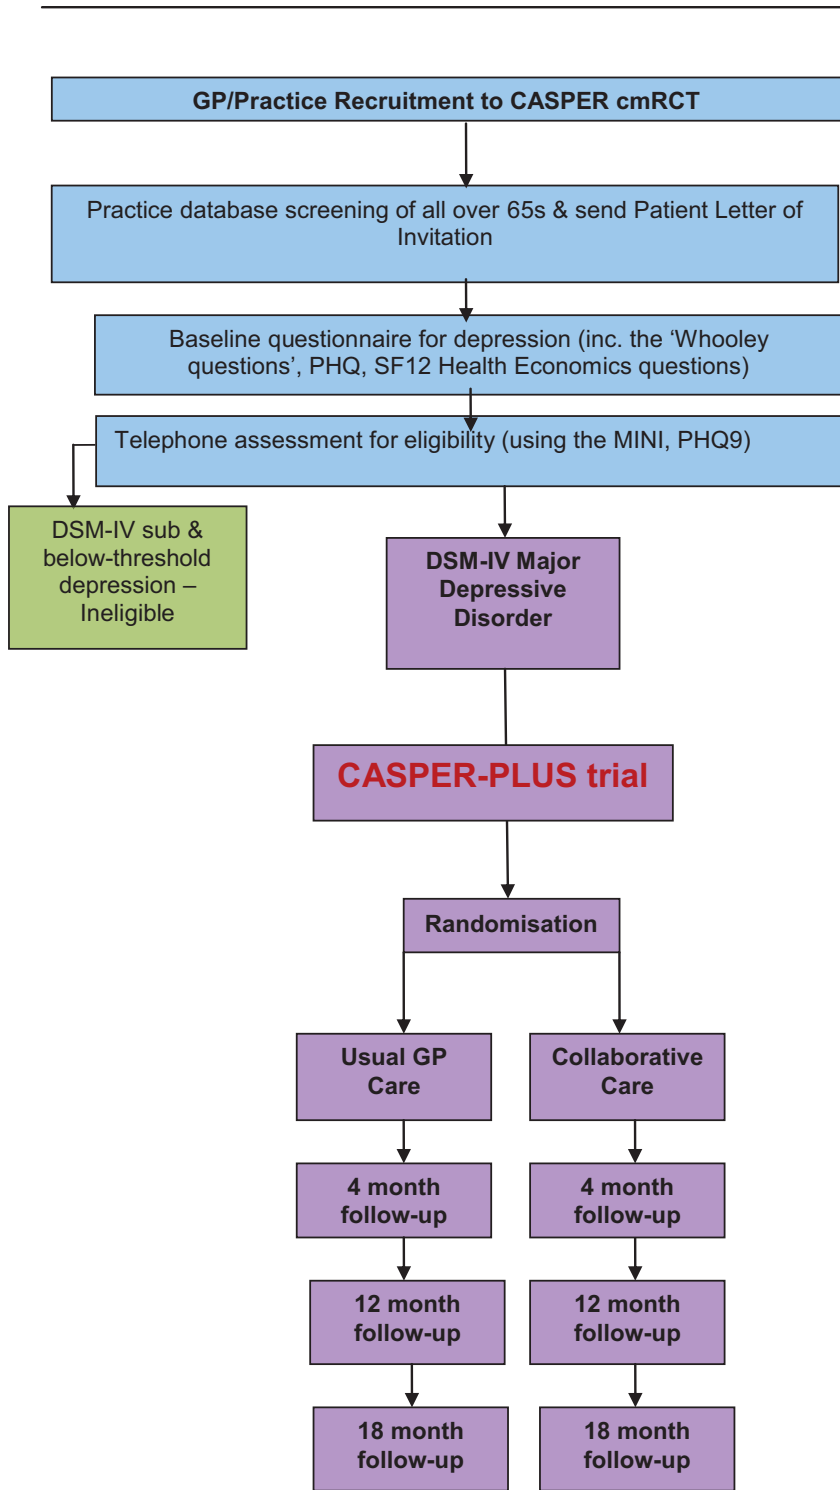 GP/Practice Recruitment to CASPER cmRCT
Practice database screening of all over 65s & send Patient Letter of
Invitation
Baseline questionnaire for depression (inc. the ‘Whooley
questions’, PHQ, SF12 Health Economics questions)
Telephone assessment for eligibility (using the MINI, PHQ9)
DSM-IV sub &
below-threshold
depression –
Ineligible
DSM-IV Major
Depressive
Disorder
CASPER-PLUS trial
Randomisation
Usual GP
Care
Collaborative
Care
4 month
follow-up
4 month
follow-up
12 month
follow-up
12 month
follow-up
18 month
follow-up
18 month
follow-up